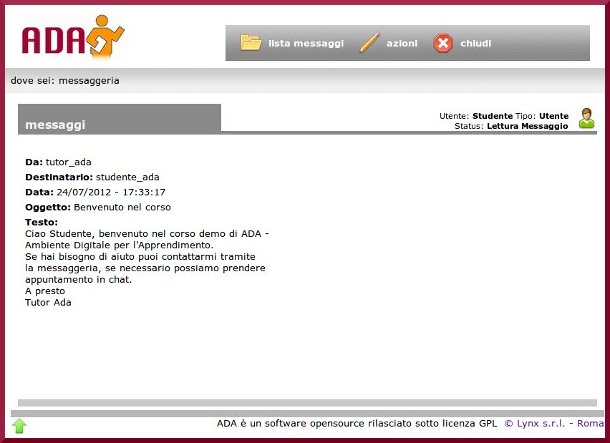 ADA
lista messaggi azioni chiudi
dove sei: messaggeria
messaggi
Utente: Studente Tipo: Utente
Status: Lettura Messaggio
Da: tutor_ada
Destinatario: studente_ada
Data: 24/07/2012 - 17:33:17
Oggetto: Benvenuto nel corso
Testo:
Ciao Studente, benvenuto nel corso demo di ADA -
Ambiente Digitale per l'Apprendimento.
Se hai bisogno di aiuto puoi contattarmi tramite
la messaggeria, se necessario possiamo prendere
appuntamento in chat.
A presto
Tutor Ada
ADA è un software opensource rilasciato sotto licenza GPL © Lynx s.r.l. - Roma